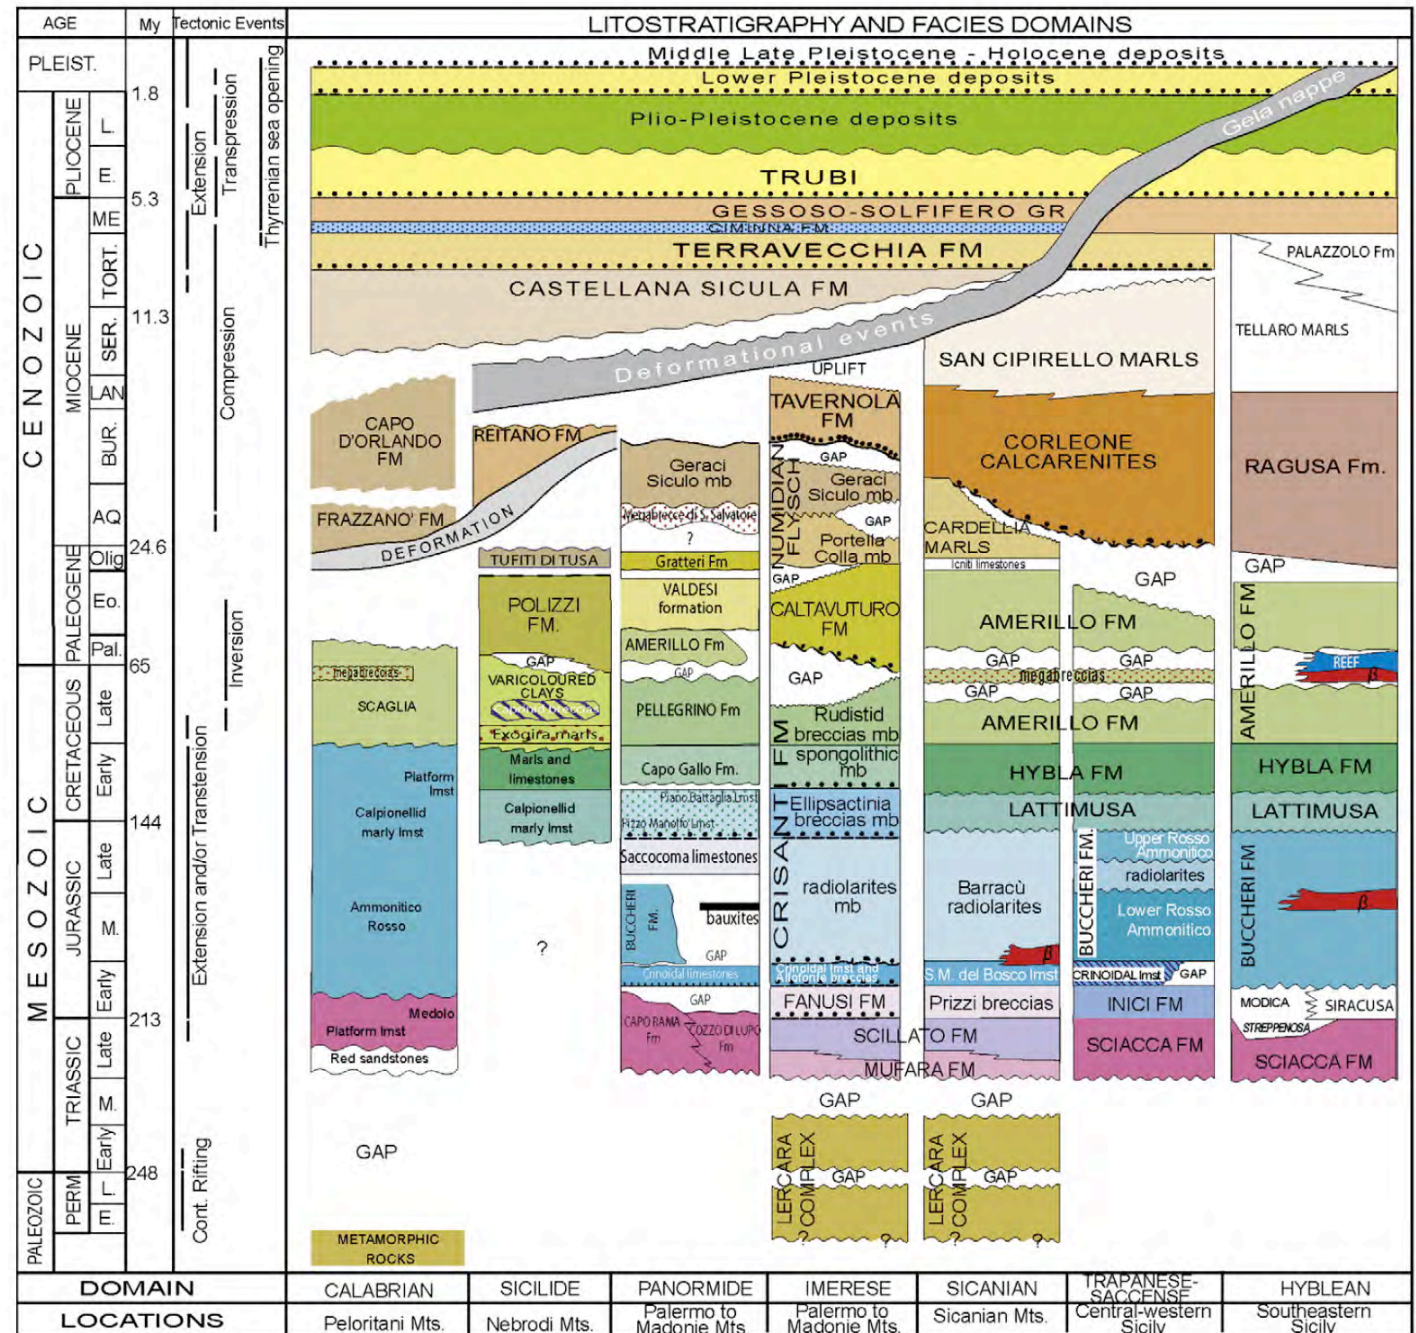 AGE
My
Tectonic Events
LITOSTRATIGRAPHY AND FACIES DOMAINS
PLEIST.
PLIOCENE
L.
E.
MIOCENE
ME
TORT.
SER.
LAN
BUR.
AQ
PALEOGENE
Olig
Eo.
Pal.
CENOZOIC
CRETACEOUS
Late
Early
JURASSIC
Late
M.
Early
TRIASSIC
Late
M.
Early
MESOZOIC
PERM
L
E.
PALEOZOIC
1.8
5.3
11.3
24.6
65
144
213
248
Extension
Transpression
Thyrrenian sea opening
Compression
Inversion
Extension and/or Transtension
Cont. Rifting
Middle Late Pleistocene - Holocene deposits
Lower Pleistocene deposits
Plio-Pleistocene deposits
TRUBI
GESSOSO-SOLFIFERO GR
CIMINNA FM
TERRAVECCHIA FM
CASTELLANA SICULA FM
Gela nappe
Deformational events
DEFORMATION
CAPO
D'ORLANDO
FM
FRAZZANO' FM
megabreccias
SCAGLIA
Platform
lmst
Calpionellid
marly lmst
Ammonitico
Rosso
Medolo
Platform lmst
Red sandstones
GAP
METAMORPHIC
ROCKS
REITANO FM
TUFITI DI TUSA
POLIZZI
FM.
GAP
VARICOLOURED
CLAYS
Exogira marls
Marls and
limestones
Calpionellid
marly lmst
?
Geraci
Siculo mb
Megabrecce di S. Salvatore
?
Gratteri Fm
VALDESI
formation
AMERILLO Fm
GAP
PELLEGRINO Fm
Capo Gallo Fm.
Piano Battaglia Lmst
Pizzo Manolfo Lmst
Saccocoma limestones
BUCCHERI
FM.
bauxites
GAP
Crinoidal limestones
GAP
CAPO RAMA
Fm
COZZO DI LUPO
Fm
UPLIFT
TAVERNOLA
FM
GAP
NUMIDIAN
FLYSCH
Geraci
Siculo mb
GAP
Portella
Colla mb
GAP
CALTAVUTURO
FM
GAP
CRISANTI FM
Rudistid
breccias mb
spongolithic
mb
Ellipsactinia
breccias mb
radiolarites
mb
Crinoidal lmst and
FANUSI FM
SCILLATO FM
MUFARA FM
GAP
LERCARA
COMPLEX
GAP
?
?
SAN CIPIRELLO MARLS
CORLEONE
CALCARENITES
CARDELLIA
MARLS
Icniti limestones
GAP
AMERILLO FM
GAP
GAP
megabreccias
GAP
GAP
AMERILLO FM
HYBLA FM
LATTIMUSA
Barracù
radiolarites
β
S.M. del Bosco lmst
Prizzi breccias
GAP
LERCARA
COMPLEX
GAP
?
?
BUCCHERI FM.
Upper Rosso
Ammonitico
radiolarites
Lower Rosso
Ammonitico
CRINOIDAL lmst
GAP
INICI FM
SCIACCA FM
PALAZZOLO Fm
TELLARO MARLS
RAGUSA Fm.
GAP
AMERILLO FM
REEF
β
HYBLA FM
LATTIMUSA
BUCCHERI FM
β
MODICA
SIRACUSA
STREPPENOSA
SCIACCA FM
DOMAIN
CALABRIAN
SICILIDE
PANORMIDE
IMERESE
SICANIAN
TRAPANESE-
SACCENSE
HYBLEAN
LOCATIONS
Peloritani Mts.
Nebrodi Mts.
Palermo to
Madonie Mts
Palermo to
Madonie Mts.
Sicanian Mts.
Central-western
Sicily
Southeastern
Sicily